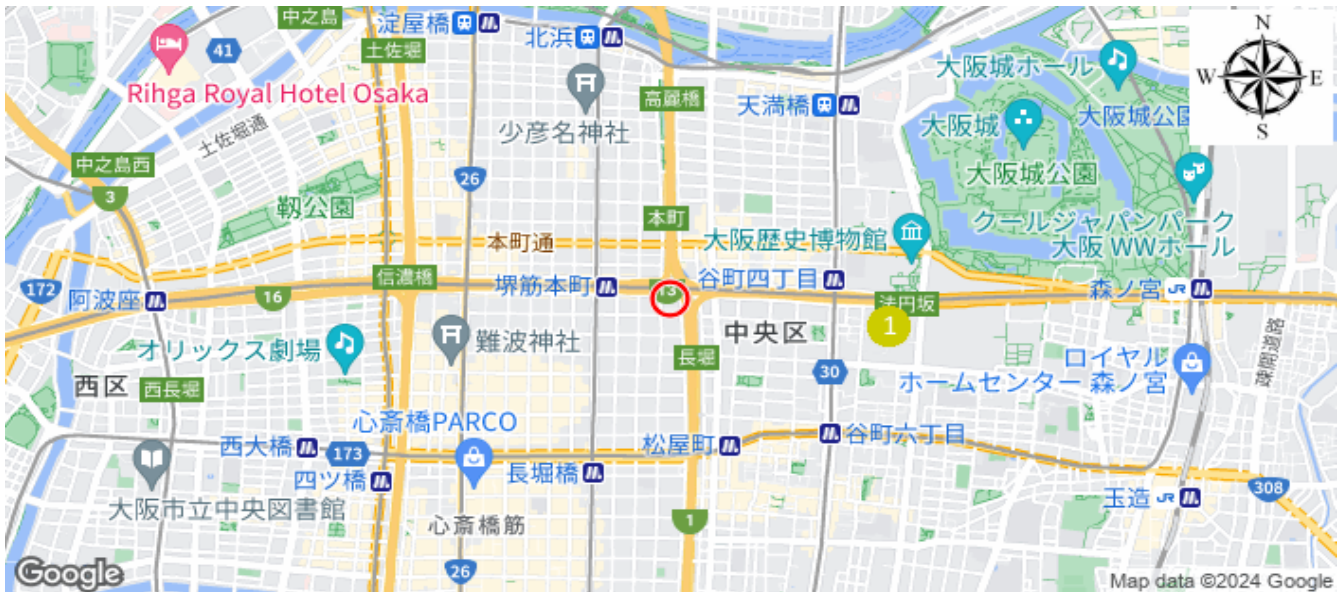 中之島
淀屋橋
41
土佐堀
北浜
N
W
E
S
大阪城ホール
Rihga Royal Hotel Osaka
高麗橋
天満橋
大阪城
土佐堀通
少彦名神社
大阪城公園
中之島西
3
26
靱公園
本町
クールジャパンパーク
大阪 WWホール
本町通
大阪歴史博物館
172
阿波座
16
信濃橋
堺筋本町
13
谷町四丁目
法円坂
森ノ宮
JR
1
中央区
オリックス劇場
難波神社
長堀
30
ロイヤル
ホームセンター 森ノ宮
西区
西長堀
心斎橋PARCO
西大橋
173
四ツ橋
長堀橋
松屋町
谷町六丁目
玉造
JR
308
大阪市立中央図書館
心斎橋筋
1
26
Google
Map data ©2024 Google